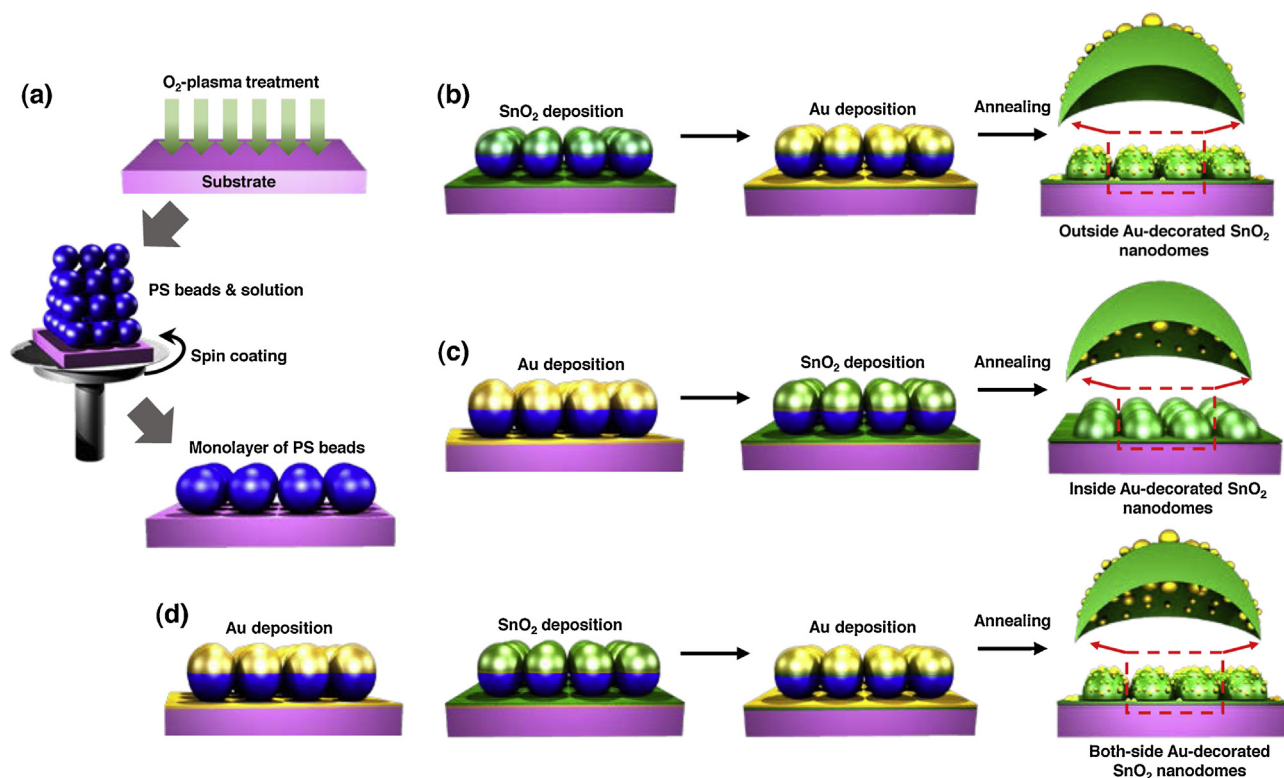 (a)
O₂-plasma treatment
Substrate
PS beads & solution
Spin coating
Monolayer of PS beads
(b)
SnO₂ deposition
Au deposition
Annealing
Outside Au-decorated SnO₂
nanodomes
(c)
Au deposition
SnO₂ deposition
Annealing
Inside Au-decorated SnO₂
nanodomes
(d)
Au deposition
SnO₂ deposition
Au deposition
Annealing
Both-side Au-decorated
SnO₂ nanodomes